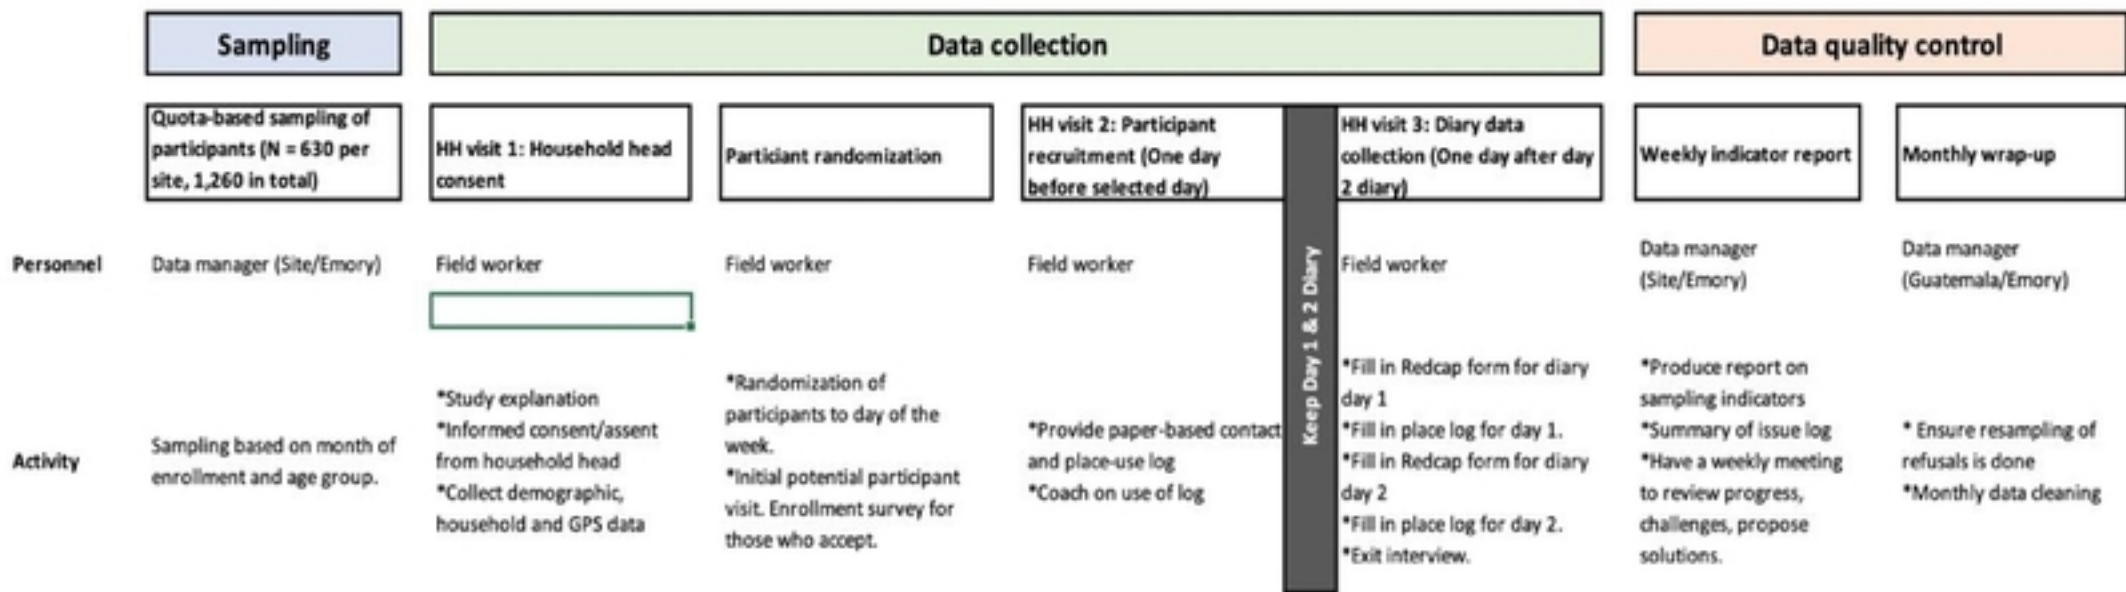 Sampling
Data collection
Data quality control
Quota-based sampling of
participants (N = 630 per
site, 1,260 in total)
HH visit 1: Household head
consent
Particiant randomization
HH visit 2: Participant
recruitment (One day
before selected day)
HH visit 3: Diary data
collection (One day after day
2 diary)
Weekly indicator report
Monthly wrap-up
Keep Day 1 & 2 Diary
Personnel
Data manager (Site/Emory)
Field worker
Field worker
Field worker
Field worker
Data manager
(Site/Emory)
Data manager
(Guatemala/Emory)
Activity
Sampling based on month of
enrollment and age group.
*Study explanation
*Informed consent/assent
from household head
*Collect demographic,
household and GPS data
*Randomization of
participants to day of the
week.
*Initial potential participant
visit. Enrollment survey for
those who accept.
*Provide paper-based contact
and place-use log
*Coach on use of log
*Fill in Redcap form for diary
day 1
*Fill in place log for day 1.
*Fill in Redcap form for diary
day 2
*Fill in place log for day 2.
*Exit interview.
*Produce report on
sampling indicators
*Summary of issue log
*Have a weekly meeting
to review progress,
challenges, propose
solutions.
* Ensure resampling of
refusals is done
*Monthly data cleaning